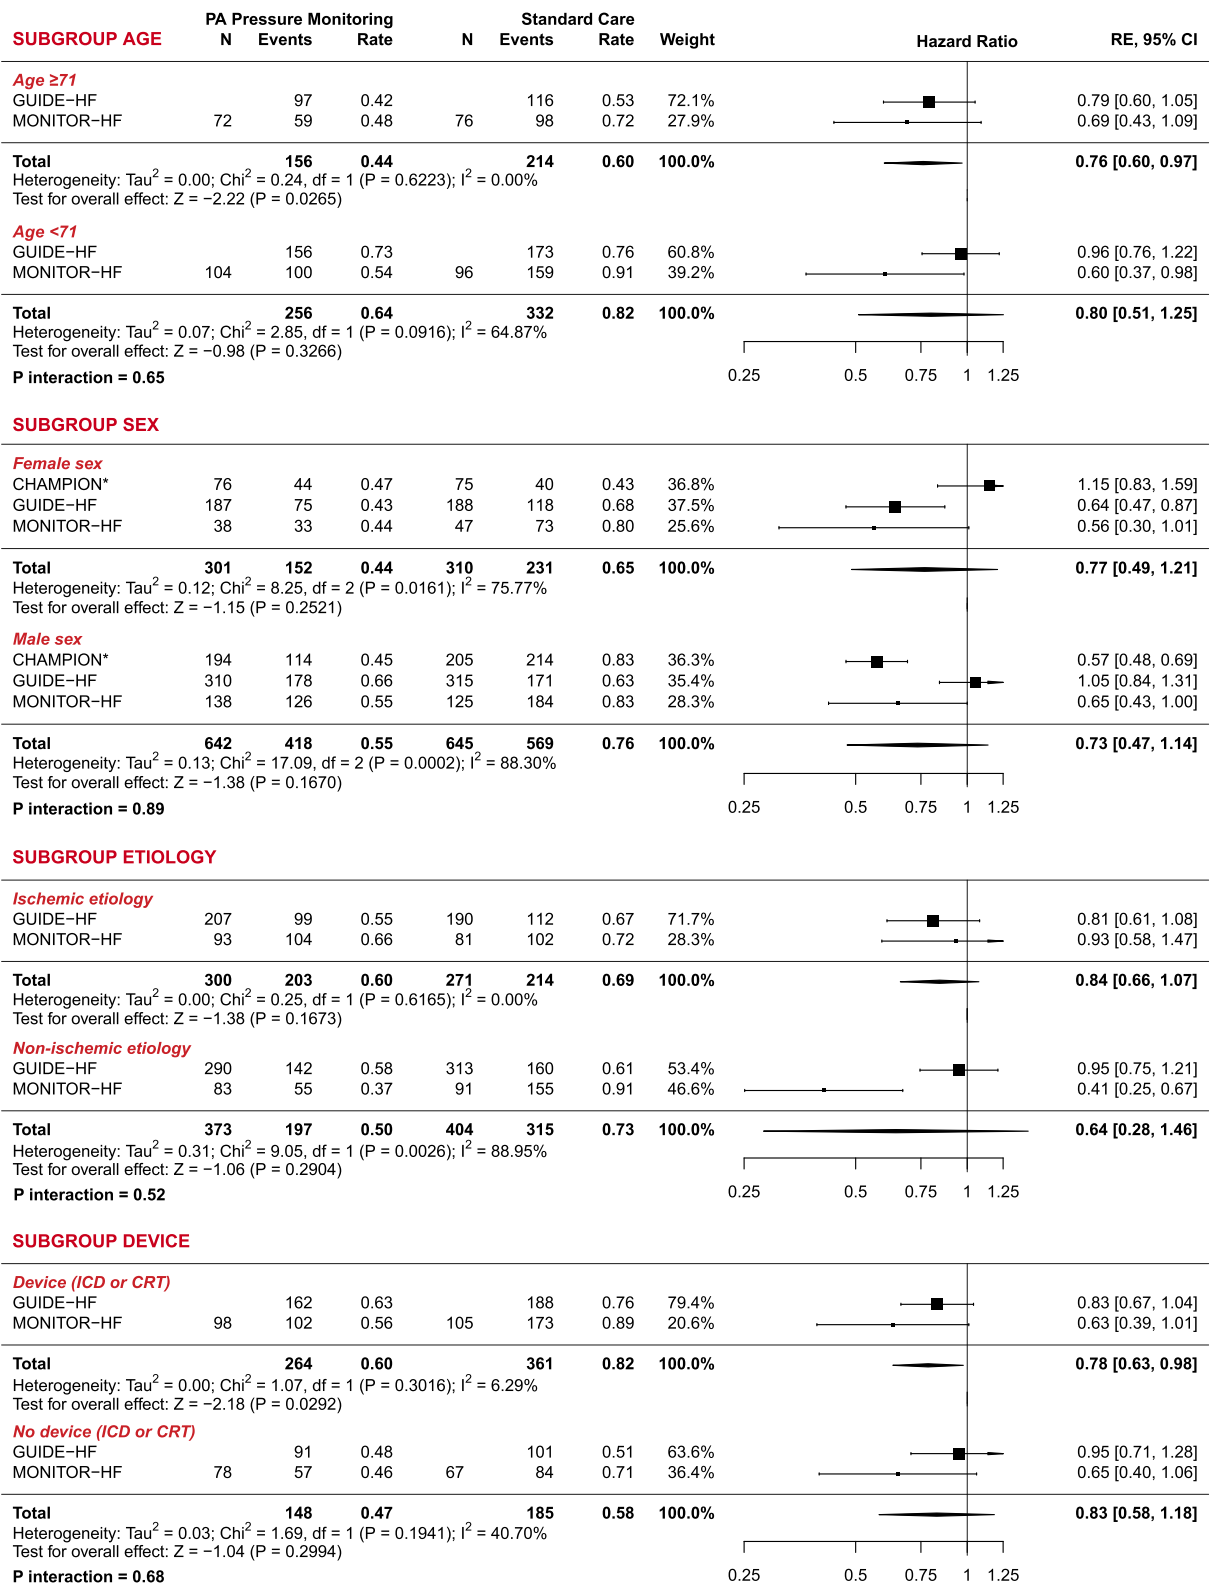 PA Pressure Monitoring Standard Care
SUBGROUP AGE N Events Rate N Events Rate Weight Hazard Ratio RE, 95% CI
Age ≥71
GUIDE−HF 97 0.42 116 0.53 72.1% 0.79 [0.60, 1.05]
MONITOR−HF 72 59 0.48 76 98 0.72 27.9% 0.69 [0.43, 1.09]
Total 156 0.44 214 0.60 100.0% 0.76 [0.60, 0.97]
Heterogeneity: Tau² = 0.00; Chi² = 0.24, df = 1 (P = 0.6223); I² = 0.00%
Test for overall effect: Z = −2.22 (P = 0.0265)
Age <71
GUIDE−HF 156 0.73 173 0.76 60.8% 0.96 [0.76, 1.22]
MONITOR−HF 104 100 0.54 96 159 0.91 39.2% 0.60 [0.37, 0.98]
Total 256 0.64 332 0.82 100.0% 0.80 [0.51, 1.25]
Heterogeneity: Tau² = 0.07; Chi² = 2.85, df = 1 (P = 0.0916); I² = 64.87%
Test for overall effect: Z = −0.98 (P = 0.3266)
P interaction = 0.65 0.25 0.5 0.75 1 1.25
SUBGROUP SEX
Female sex
CHAMPION* 76 44 0.47 75 40 0.43 36.8% 1.15 [0.83, 1.59]
GUIDE−HF 187 75 0.43 188 118 0.68 37.5% 0.64 [0.47, 0.87]
MONITOR−HF 38 33 0.44 47 73 0.80 25.6% 0.56 [0.30, 1.01]
Total 301 152 0.44 310 231 0.65 100.0% 0.77 [0.49, 1.21]
Heterogeneity: Tau² = 0.12; Chi² = 8.25, df = 2 (P = 0.0161); I² = 75.77%
Test for overall effect: Z = −1.15 (P = 0.2521)
Male sex
CHAMPION* 194 114 0.45 205 214 0.83 36.3% 0.57 [0.48, 0.69]
GUIDE−HF 310 178 0.66 315 171 0.63 35.4% 1.05 [0.84, 1.31]
MONITOR−HF 138 126 0.55 125 184 0.83 28.3% 0.65 [0.43, 1.00]
Total 642 418 0.55 645 569 0.76 100.0% 0.73 [0.47, 1.14]
Heterogeneity: Tau² = 0.13; Chi² = 17.09, df = 2 (P = 0.0002); I² = 88.30%
Test for overall effect: Z = −1.38 (P = 0.1670)
P interaction = 0.89 0.25 0.5 0.75 1 1.25
SUBGROUP ETIOLOGY
Ischemic etiology
GUIDE−HF 207 99 0.55 190 112 0.67 71.7% 0.81 [0.61, 1.08]
MONITOR−HF 93 104 0.66 81 102 0.72 28.3% 0.93 [0.58, 1.47]
Total 300 203 0.60 271 214 0.69 100.0% 0.84 [0.66, 1.07]
Heterogeneity: Tau² = 0.00; Chi² = 0.25, df = 1 (P = 0.6165); I² = 0.00%
Test for overall effect: Z = −1.38 (P = 0.1673)
Non-ischemic etiology
GUIDE−HF 290 142 0.58 313 160 0.61 53.4% 0.95 [0.75, 1.21]
MONITOR−HF 83 55 0.37 91 155 0.91 46.6% 0.41 [0.25, 0.67]
Total 373 197 0.50 404 315 0.73 100.0% 0.64 [0.28, 1.46]
Heterogeneity: Tau² = 0.31; Chi² = 9.05, df = 1 (P = 0.0026); I² = 88.95%
Test for overall effect: Z = −1.06 (P = 0.2904)
P interaction = 0.52 0.25 0.5 0.75 1 1.25
SUBGROUP DEVICE
Device (ICD or CRT)
GUIDE−HF 162 0.63 188 0.76 79.4% 0.83 [0.67, 1.04]
MONITOR−HF 98 102 0.56 105 173 0.89 20.6% 0.63 [0.39, 1.01]
Total 264 0.60 361 0.82 100.0% 0.78 [0.63, 0.98]
Heterogeneity: Tau² = 0.00; Chi² = 1.07, df = 1 (P = 0.3016); I² = 6.29%
Test for overall effect: Z = −2.18 (P = 0.0292)
No device (ICD or CRT)
GUIDE−HF 91 0.48 101 0.51 63.6% 0.95 [0.71, 1.28]
MONITOR−HF 78 57 0.46 67 84 0.71 36.4% 0.65 [0.40, 1.06]
Total 148 0.47 185 0.58 100.0% 0.83 [0.58, 1.18]
Heterogeneity: Tau² = 0.03; Chi² = 1.69, df = 1 (P = 0.1941); I² = 40.70%
Test for overall effect: Z = −1.04 (P = 0.2994)
P interaction = 0.68 0.25 0.5 0.75 1 1.25